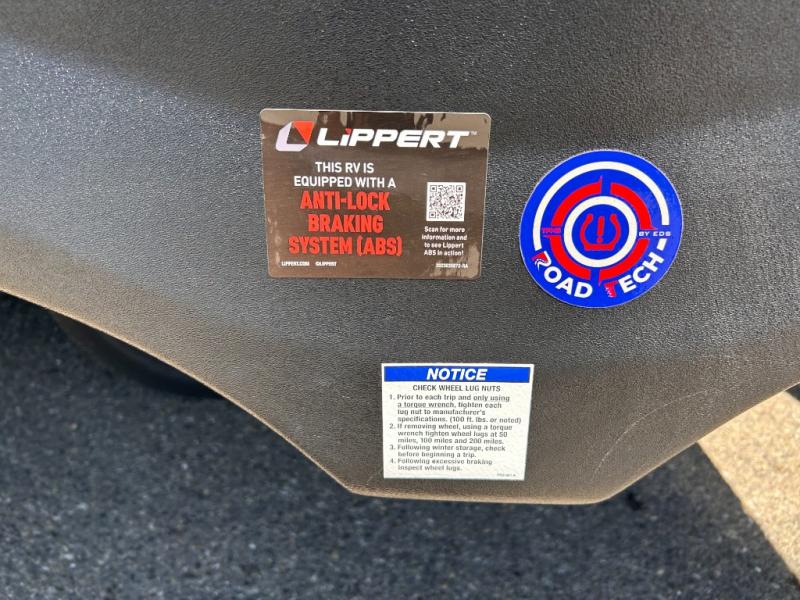 LiPPERT™
THIS RV IS
EQUIPPED WITH A
ANTI-LOCK
BRAKING
SYSTEM (ABS)
Scan for more
information and
to see Lippert
ABS in action!
LIPPERT.COM @LIPPERT
TPMS
BY EDS
ROAD TECH
NOTICE
CHECK WHEEL LUG NUTS
1. Prior to each trip and only using
a torque wrench, tighten each
lug nut to manufacturer's
specifications. (100 ft. lbs. or noted)
2. If removing wheel, using a torque
wrench tighten wheel lugs at 50
miles, 100 miles and 200 miles.
3. Following winter storage, check
before beginning a trip.
4. Following excessive braking
inspect wheel lugs.